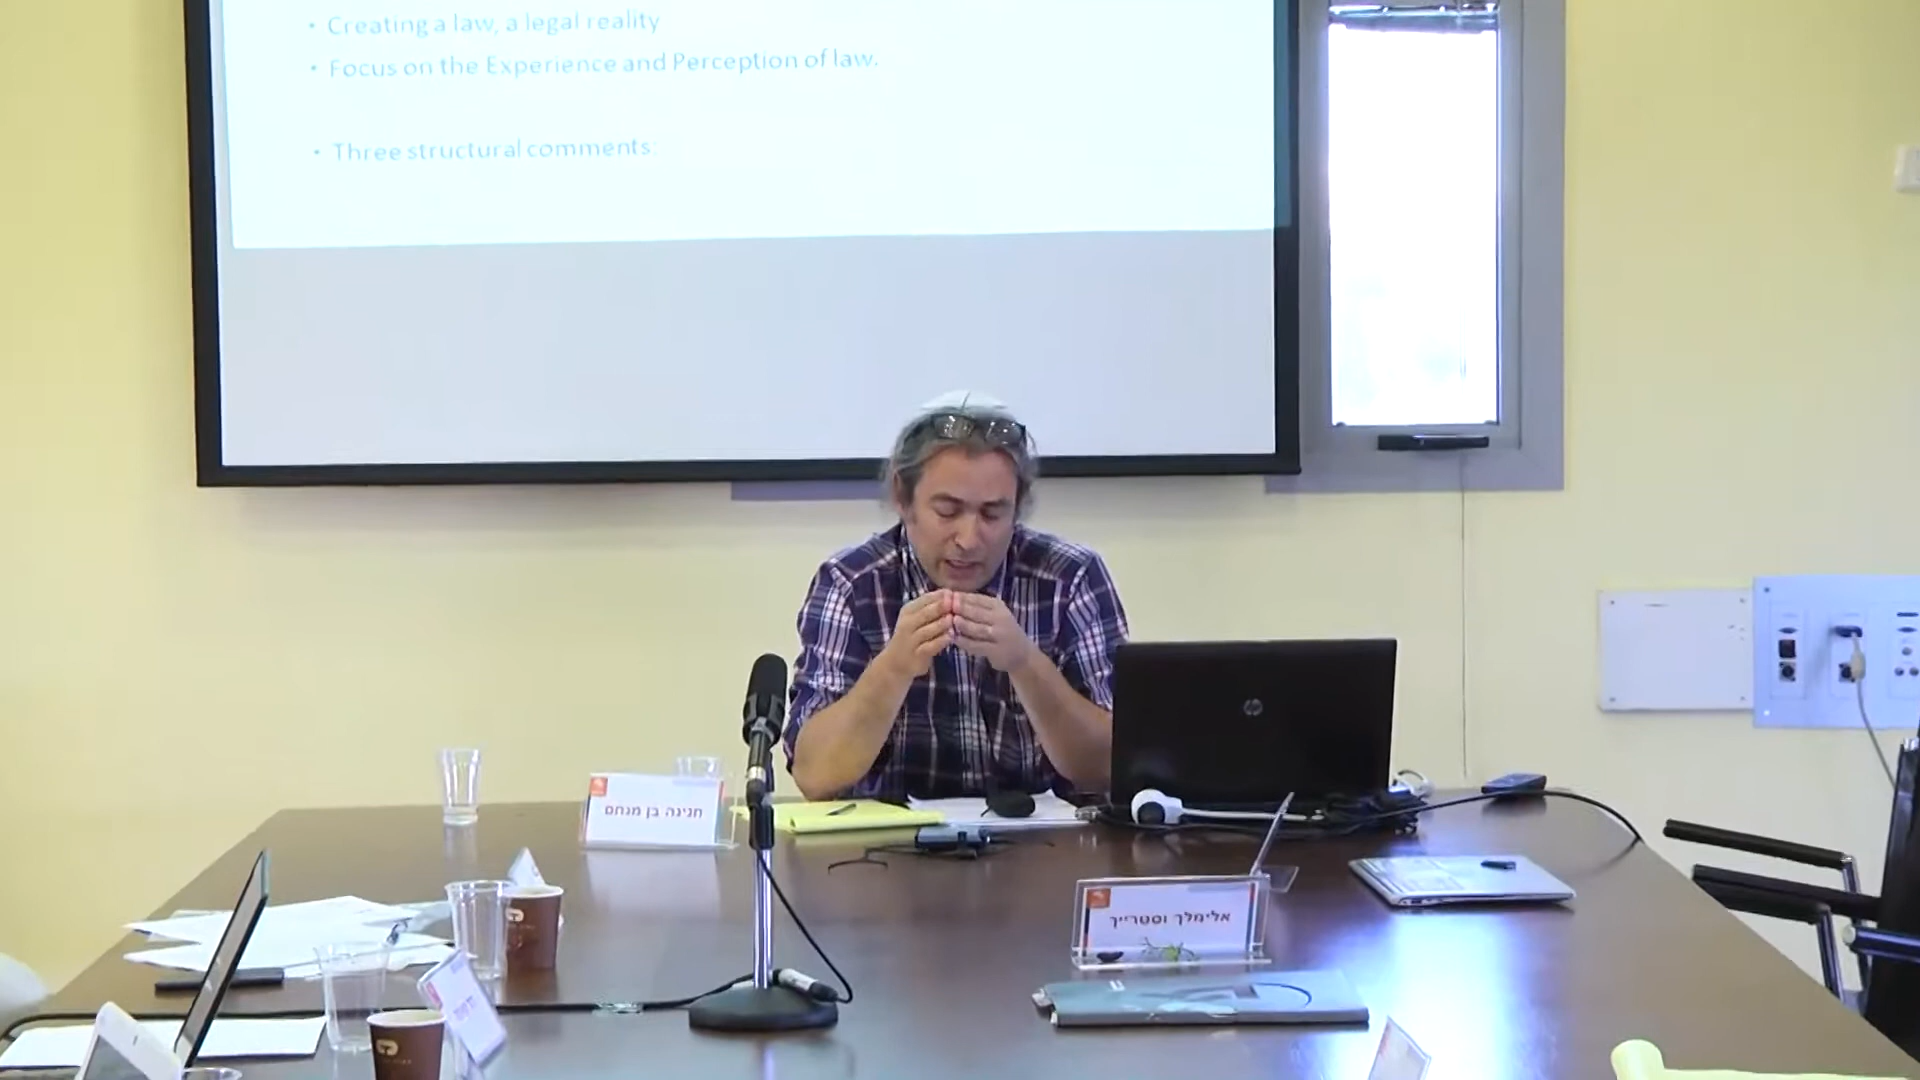 • Creating a law, a legal reality
• Focus on the Experience and Perception of law.
• Three structural comments:
חנינה בן מנחם
hp
אלימלך וסטרייך